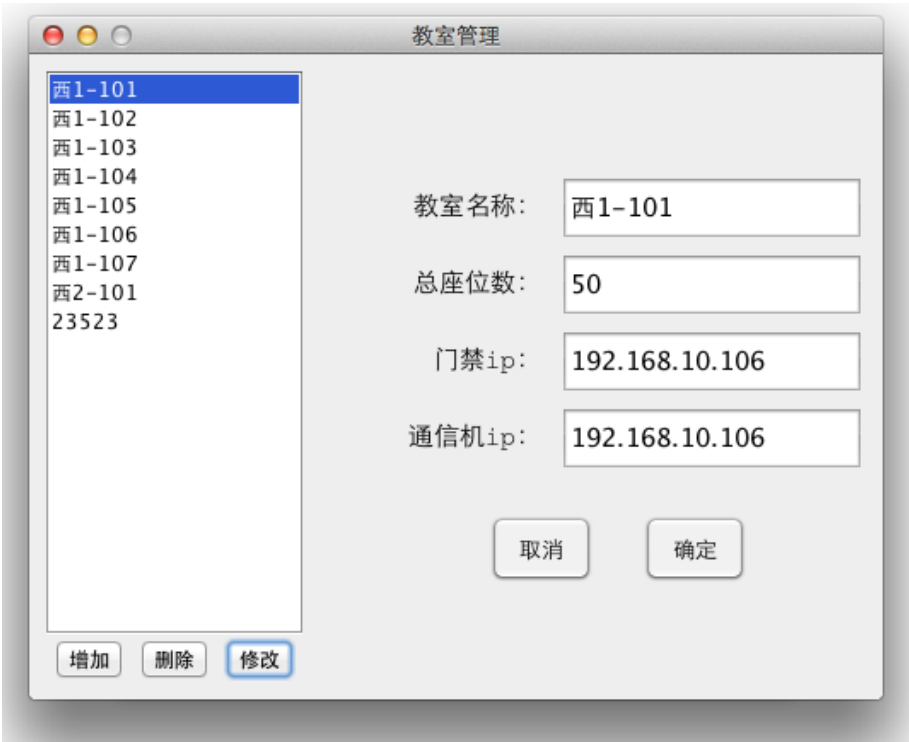 教室管理
西1-101
西1-102
西1-103
西1-104
西1-105
西1-106
西1-107
西2-101
23523
教室名称: 西1-101
总座位数: 50
门禁ip: 192.168.10.106
通信机ip: 192.168.10.106
取消 确定
增加 删除 修改